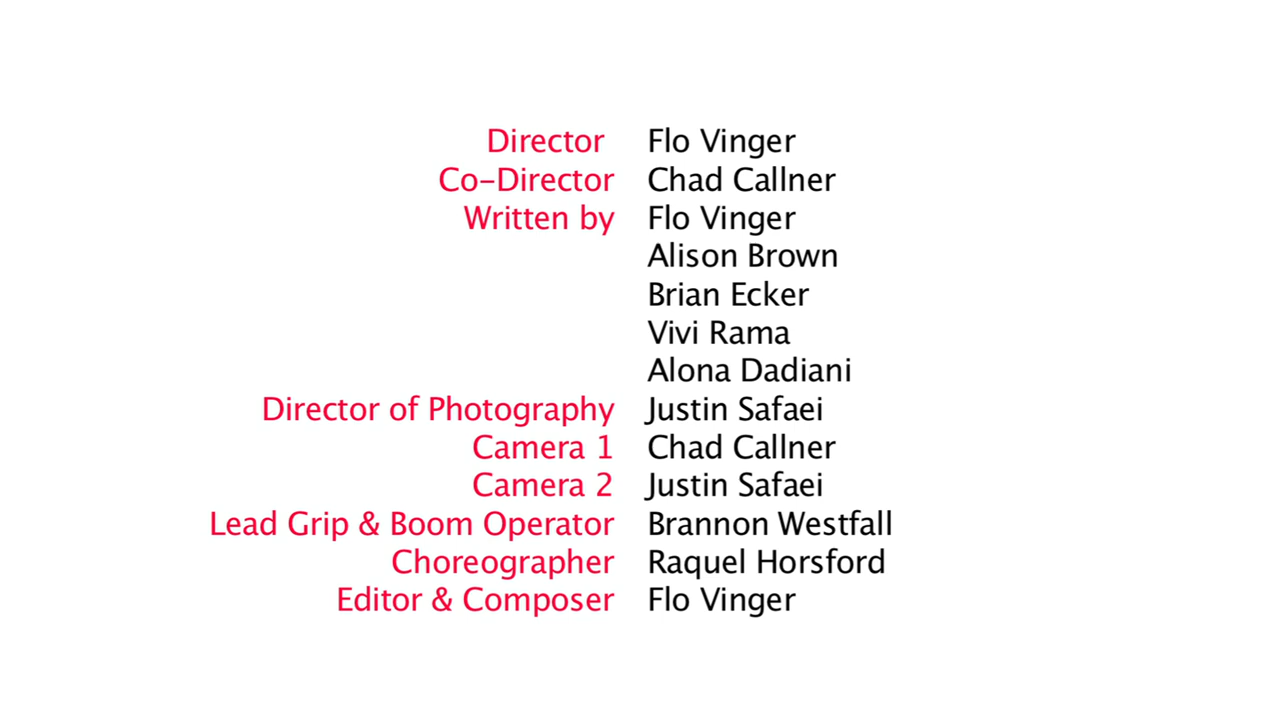 Director Flo Vinger
Co-Director Chad Callner
Written by Flo Vinger
Alison Brown
Brian Ecker
Vivi Rama
Alona Dadiani
Director of Photography Justin Safaei
Camera 1 Chad Callner
Camera 2 Justin Safaei
Lead Grip & Boom Operator Brannon Westfall
Choreographer Raquel Horsford
Editor & Composer Flo Vinger